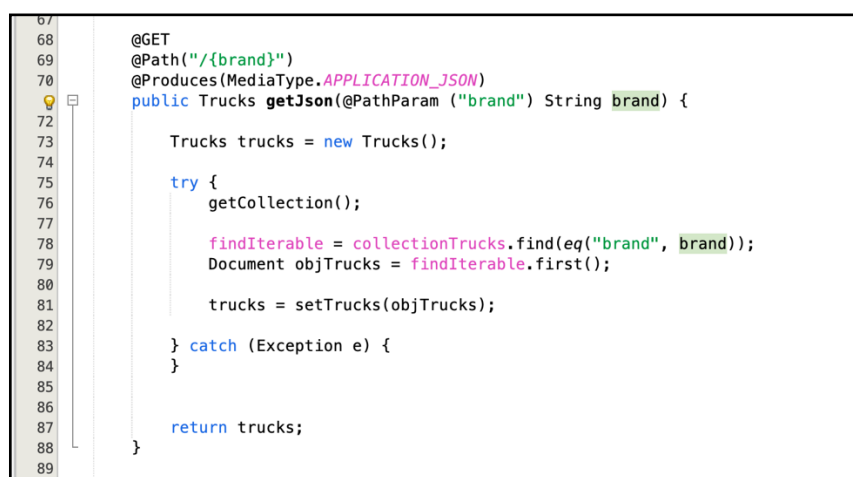 67
68 @GET
69 @Path("/{brand}")
70 @Produces(MediaType.APPLICATION_JSON)
public Trucks getJson(@PathParam ("brand") String brand) {
72
73 Trucks trucks = new Trucks();
74
75 try {
76 getCollection();
77
78 findIterable = collectionTrucks.find(eq("brand", brand));
79 Document objTrucks = findIterable.first();
80
81 trucks = setTrucks(objTrucks);
82
83 } catch (Exception e) {
84 }
85
86
87 return trucks;
88 }
89